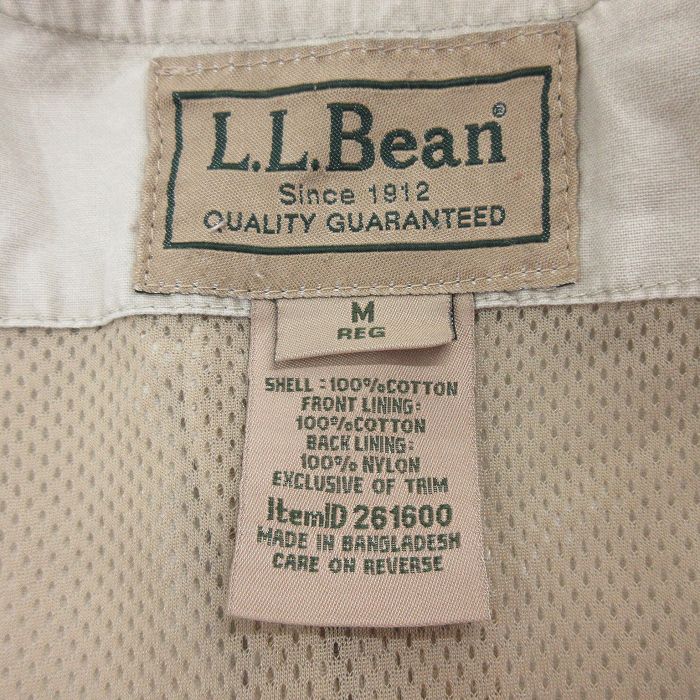 L.L.Bean®
Since 1912
QUALITY GUARANTEED
M
REG
SHELL : 100%COTTON
FRONT LINING:
100%COTTON
BACK LINING:
100% NYLON
EXCLUSIVE OF TRIM
ItemID 261600
MADE IN BANGLADESH
CARE ON REVERSE